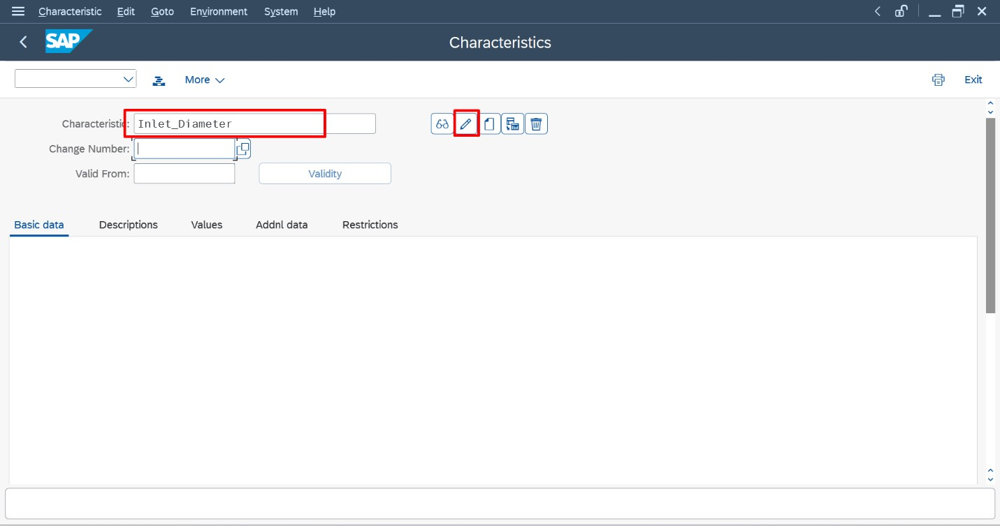 Characteristic Edit Goto Environment System Help
SAP Characteristics
More Exit
Characteristic: Inlet_Diameter
Change Number:
Valid From: Validity
Basic data Descriptions Values Addnl data Restrictions